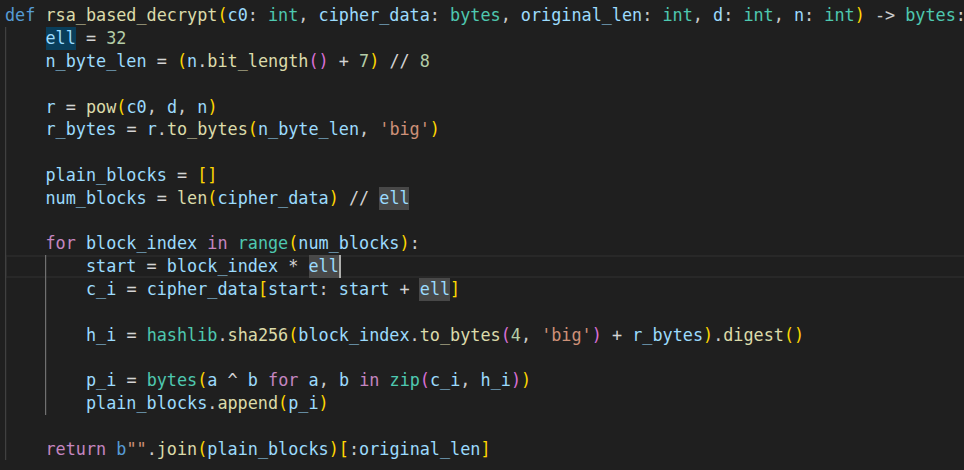 def rsa_based_decrypt(c0: int, cipher_data: bytes, original_len: int, d: int, n: int) -> bytes:
    ell = 32
    n_byte_len = (n.bit_length() + 7) // 8

    r = pow(c0, d, n)
    r_bytes = r.to_bytes(n_byte_len, 'big')

    plain_blocks = []
    num_blocks = len(cipher_data) // ell

    for block_index in range(num_blocks):
        start = block_index * ell
        c_i = cipher_data[start: start + ell]

        h_i = hashlib.sha256(block_index.to_bytes(4, 'big') + r_bytes).digest()

        p_i = bytes(a ^ b for a, b in zip(c_i, h_i))
        plain_blocks.append(p_i)

    return b"".join(plain_blocks)[:original_len]